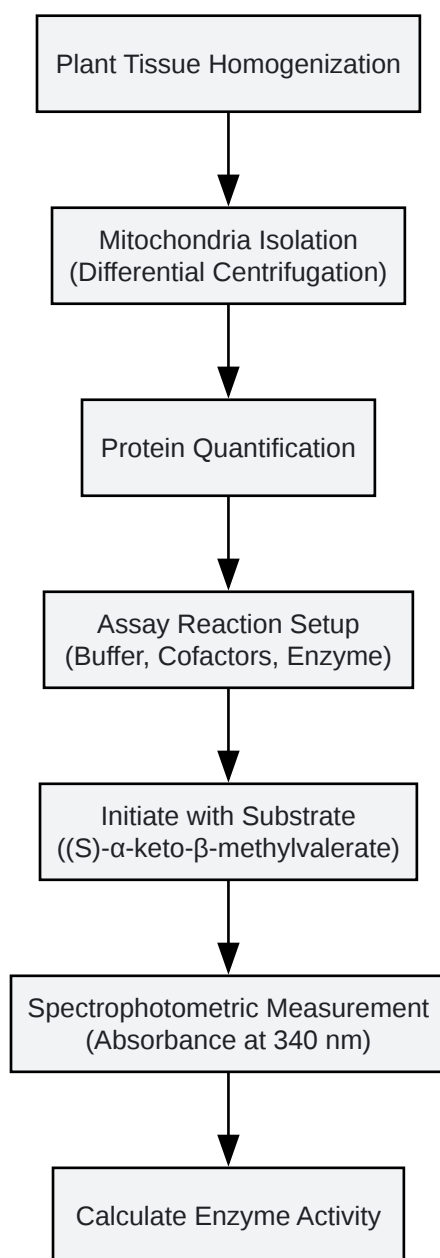 Plant Tissue Homogenization
Mitochondria Isolation
(Differential Centrifugation)
Protein Quantification
Assay Reaction Setup
(Buffer, Cofactors, Enzyme)
Initiate with Substrate
((S)-α-keto-β-methylvalerate)
Spectrophotometric Measurement
(Absorbance at 340 nm)
Calculate Enzyme Activity